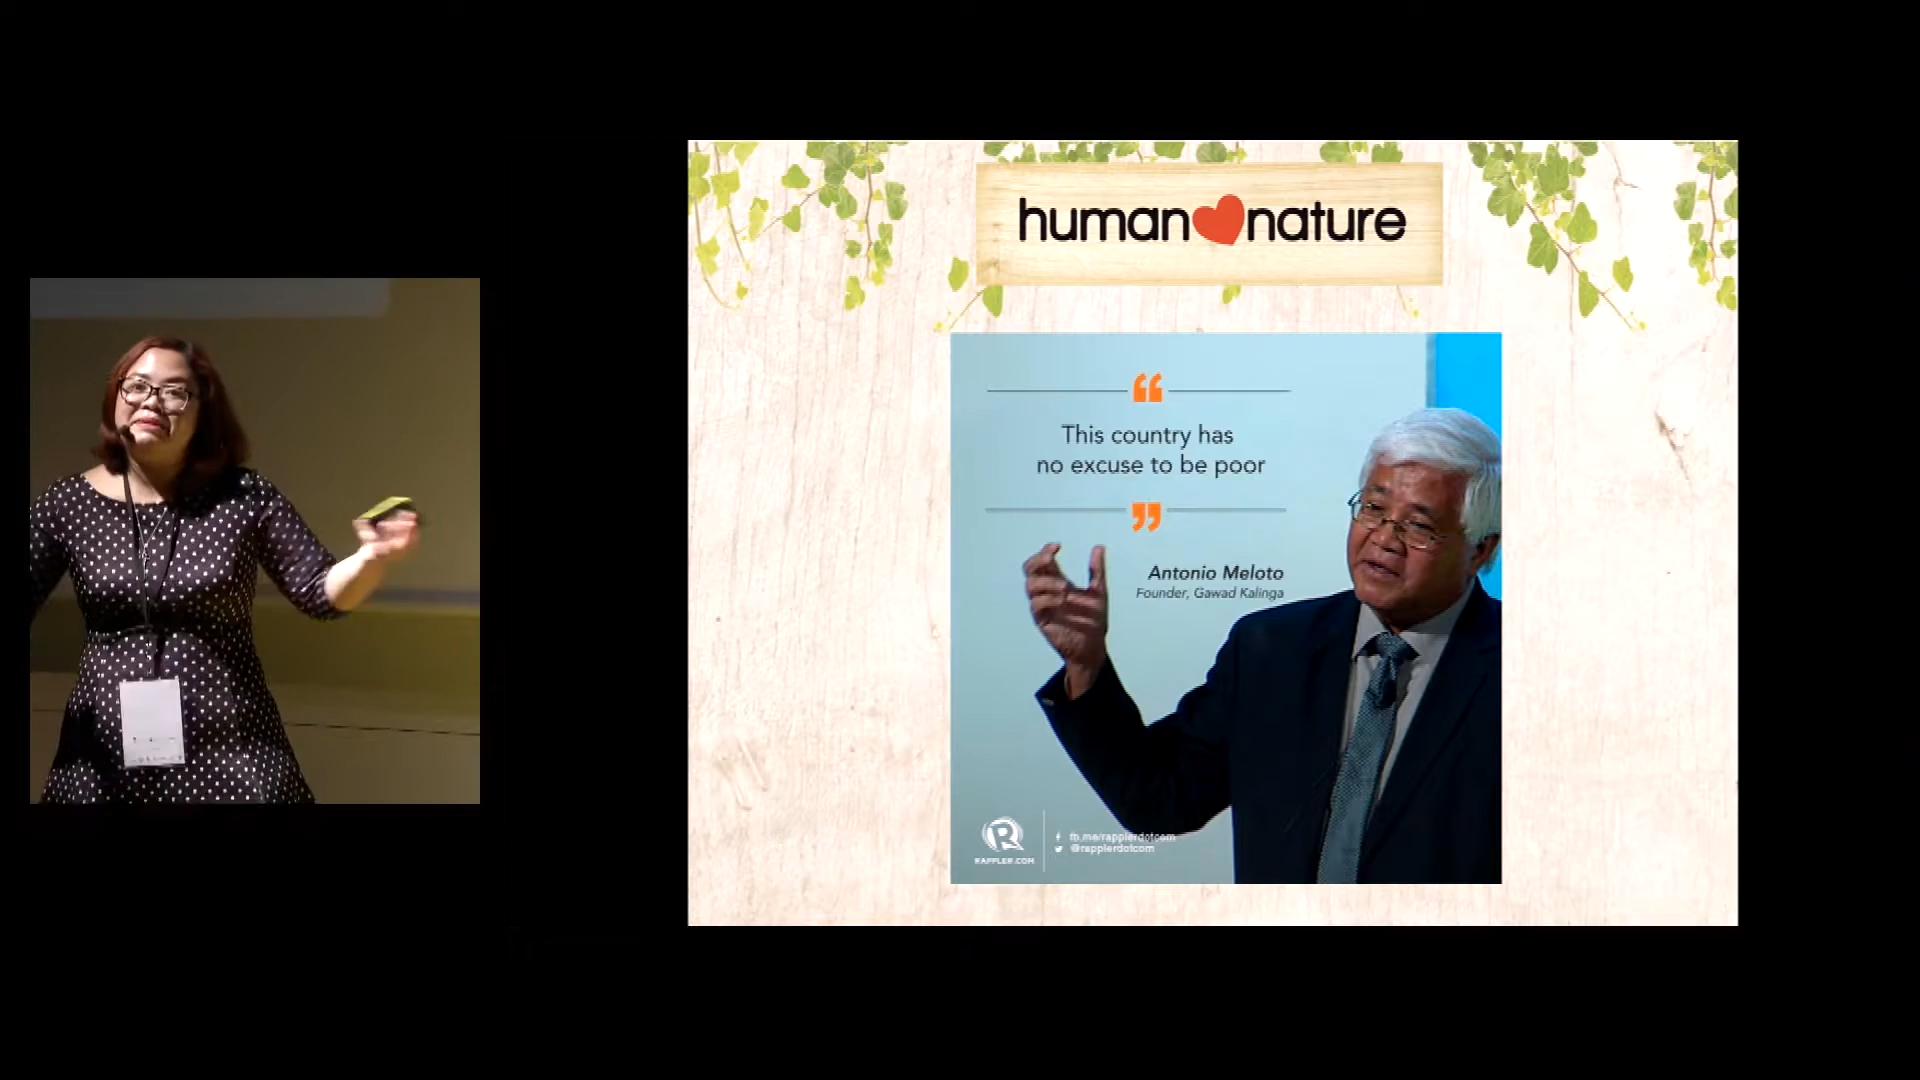 human nature
“
This country has
no excuse to be poor
”
Antonio Meloto
Founder, Gawad Kalinga
R
RAPPLER.COM
fb.me/rapplerdotcom
@rapplerdotcom